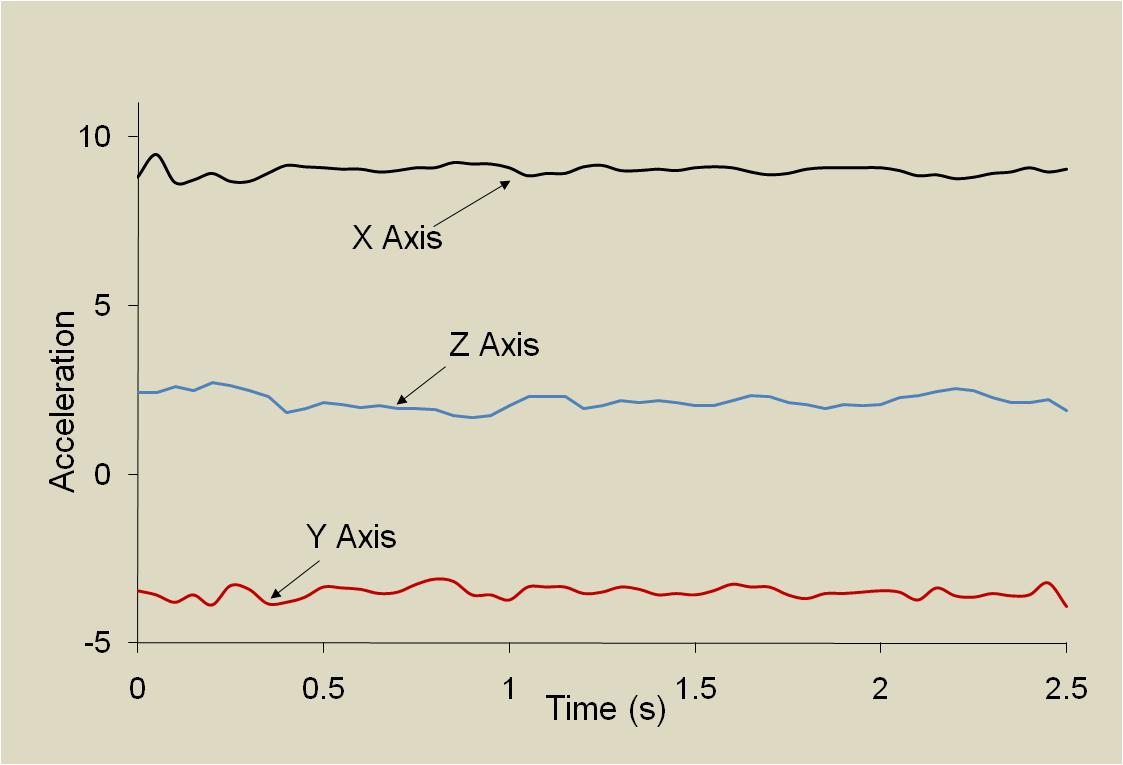 10
X Axis
5
Z Axis
Acceleration
0
Y Axis
-5
0 0.5 1 1.5 2 2.5
Time (s)